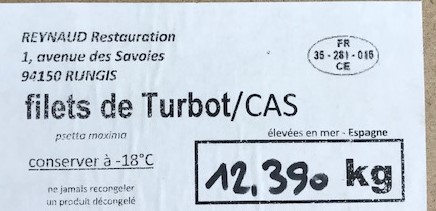 REYNAUD Restauration
1, avenue des Savoies
94150 RUNGIS
FR
35 - 281 - 015
CE
filets de Turbot/CAS
psetta maxima
élevées en mer - Espagne
conserver à -18°C
12,390 kg
ne jamais recongeler
un produit décongelé